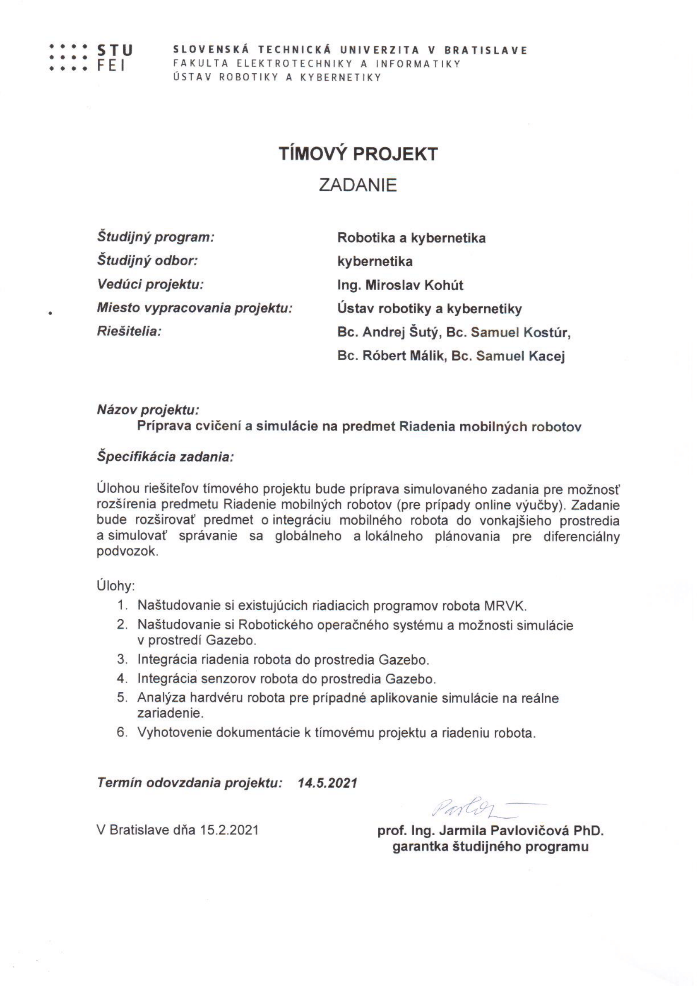 STU
FEI
SLOVENSKÁ TECHNICKÁ UNIVERZITA V BRATISLAVE
FAKULTA ELEKTROTECHNIKY A INFORMATIKY
ÚSTAV ROBOTIKY A KYBERNETIKY
TÍMOVÝ PROJEKT
ZADANIE
Študijný program: Robotika a kybernetika
Študijný odbor: kybernetika
Vedúci projektu: Ing. Miroslav Kohút
Miesto vypracovania projektu: Ústav robotiky a kybernetiky
Riešitelia: Bc. Andrej Šutý, Bc. Samuel Kostúr,
Bc. Róbert Málik, Bc. Samuel Kacej
Názov projektu:
Príprava cvičení a simulácie na predmet Riadenia mobilných robotov
Špecifikácia zadania:
Úlohou riešiteľov tímového projektu bude príprava simulovaného zadania pre možnosť
rozšírenia predmetu Riadenie mobilných robotov (pre prípady online výučby). Zadanie
bude rozširovať predmet o integráciu mobilného robota do vonkajšieho prostredia
a simulovať správanie sa globálneho a lokálneho plánovania pre diferenciálny
podvozok.
Úlohy:
1. Naštudovanie si existujúcich riadiacich programov robota MRVK.
2. Naštudovanie si Robotického operačného systému a možnosti simulácie
v prostredí Gazebo.
3. Integrácia riadenia robota do prostredia Gazebo.
4. Integrácia senzorov robota do prostredia Gazebo.
5. Analýza hardvéru robota pre prípadné aplikovanie simulácie na reálne
zariadenie.
6. Vyhotovenie dokumentácie k tímovému projektu a riadeniu robota.
Termín odovzdania projektu: 14.5.2021
V Bratislave dňa 15.2.2021
prof. Ing. Jarmila Pavlovičová PhD.
garantka študijného programu